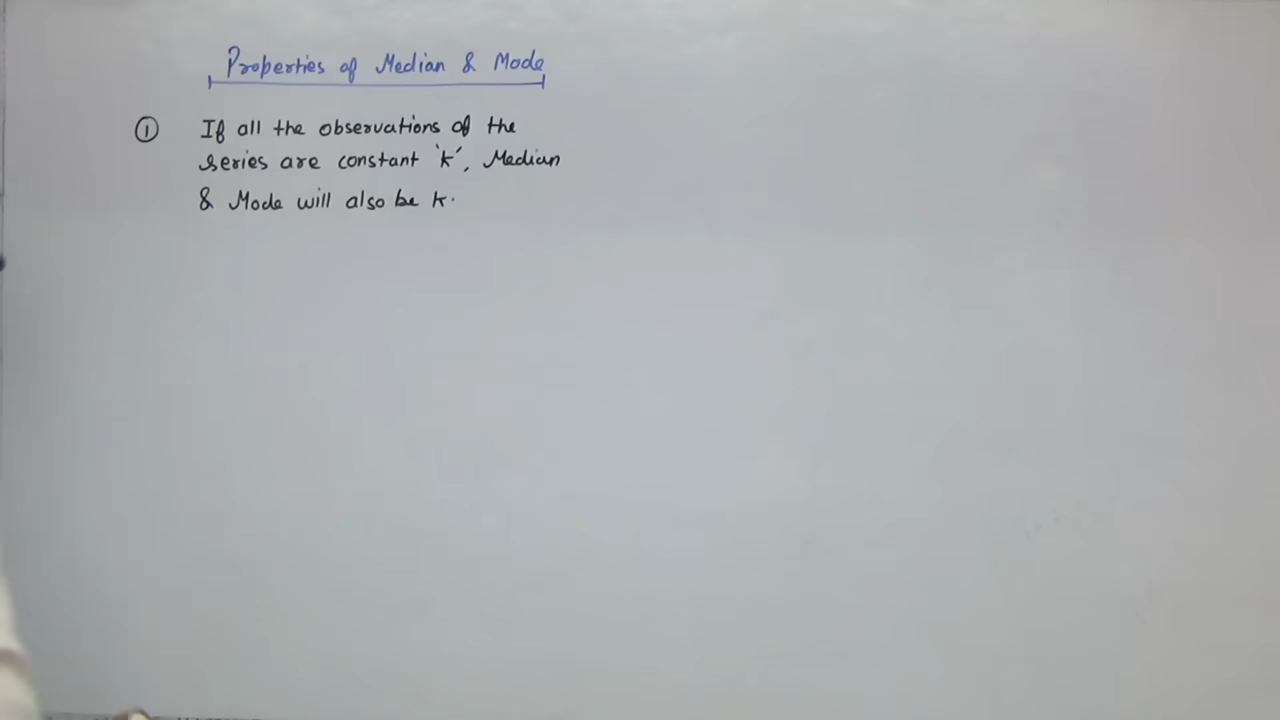 Properties of Median & Mode
① If all the observations of the
series are constant 'k', Median
& Mode will also be k.